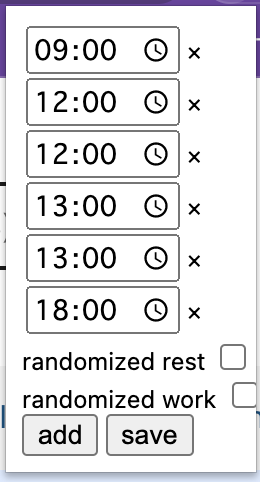 09:00 ×
12:00 ×
12:00 ×
13:00 ×
13:00 ×
18:00 ×
randomized rest
randomized work
add save